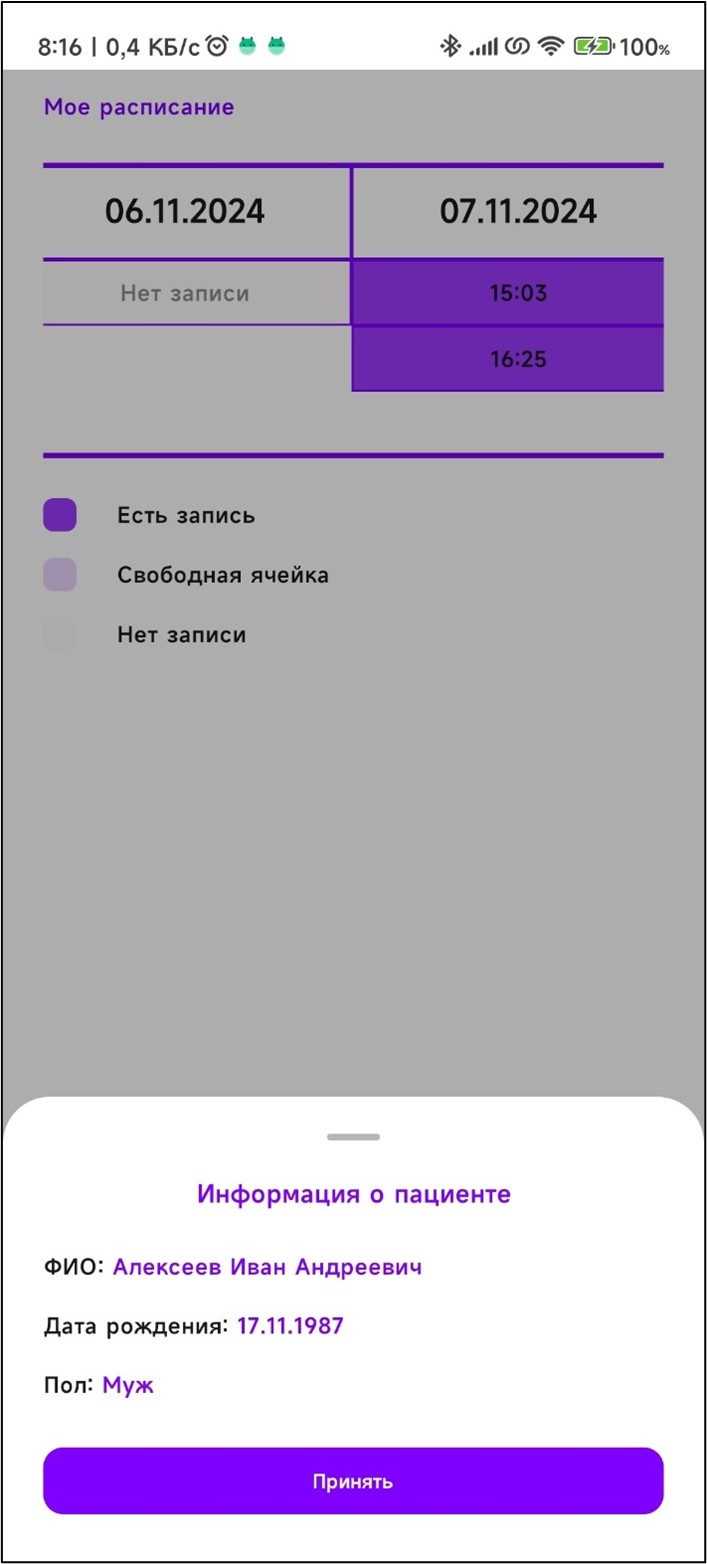 8:16 | 0,4 КБ/с 100%
Мое расписание
06.11.2024 07.11.2024
Нет записи 15:03
16:25
Есть запись
Свободная ячейка
Нет записи
Информация о пациенте
ФИО: Алексеев Иван Андреевич
Дата рождения: 17.11.1987
Пол: Муж
Принять